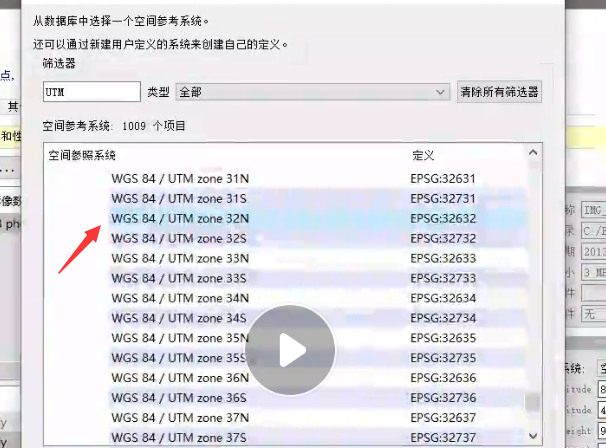 从数据库中选择一个空间参考系统。
还可以通过新建用户定义的系统来创建自己的定义。
筛选器
点,
UTM 类型 全部 清除所有筛选器
其
空间参考系统: 1009 个项目
和性
空间参照系统 定义
...
WGS 84 / UTM zone 31N EPSG:32631
WGS 84 / UTM zone 31S EPSG:32731
像数
称 IMG
WGS 84 / UTM zone 32N EPSG:32632
3 ph
录 C:/E
WGS 84 / UTM zone 32S EPSG:32732
期 2013
WGS 84 / UTM zone 33N EPSG:32633
小 3 ME
WGS 84 / UTM zone 33S EPSG:32733
件
WGS 84 / UTM zone 34N EPSG:32634
件 无
WGS 84 / UTM zone 34S EPSG:32734
WGS 84 / UTM zone 35N EPSG:32635
WGS 84 / UTM zone 35S EPSG:32735
系统: 空
WGS 84 / UTM zone 36N EPSG:32636
itude 8
WGS 84 / UTM zone 36S EPSG:32736
itude 4
WGS 84 / UTM zone 37N EPSG:32637
eight 9
WGS 84 / UTM zone 37S EPSG:32737